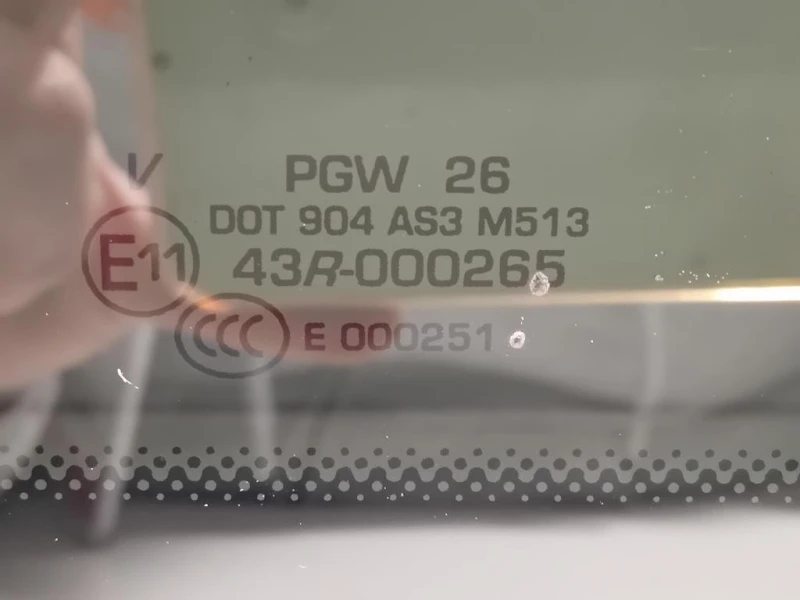 V PGW 26
DOT 904 AS3 M513
E11 43R-000265
CCC E 000251